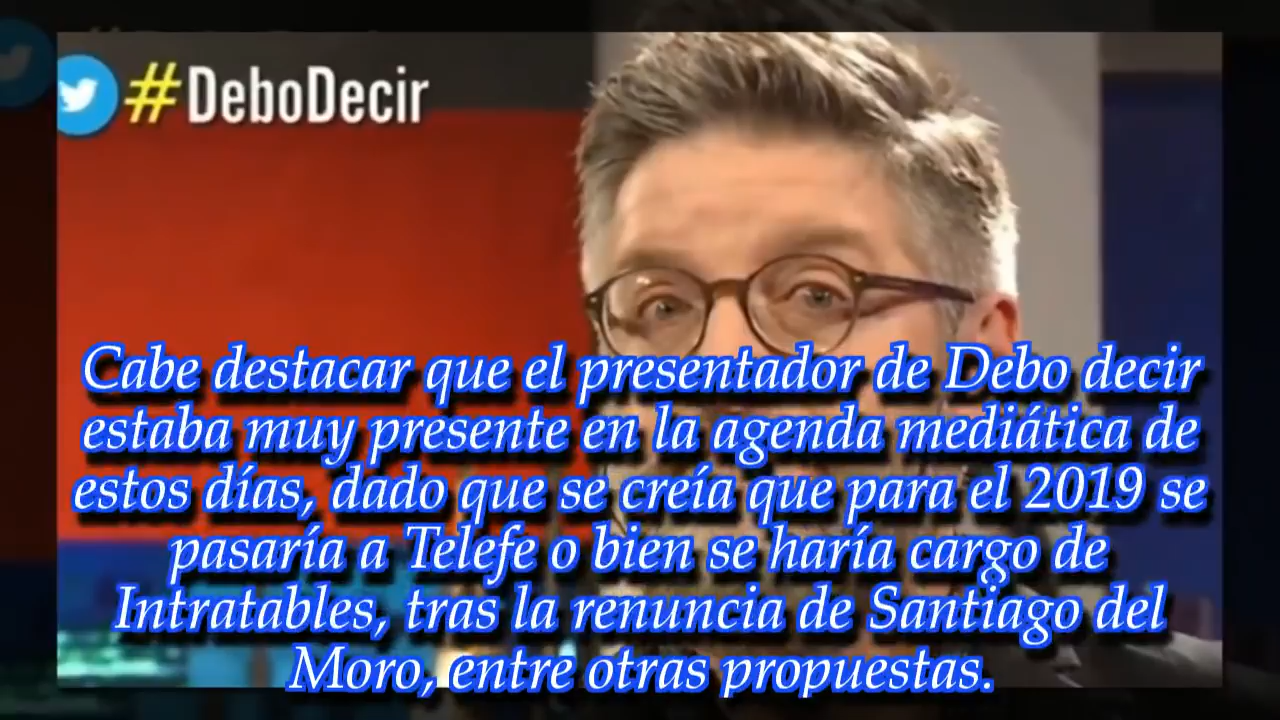 #DeboDecir
Cabe destacar que el presentador de Debo decir
estaba muy presente en la agenda mediática de
estos días, dado que se creía que para el 2019 se
pasaría a Telefe o bien se haría cargo de
Intratables, tras la renuncia de Santiago del
Moro, entre otras propuestas.